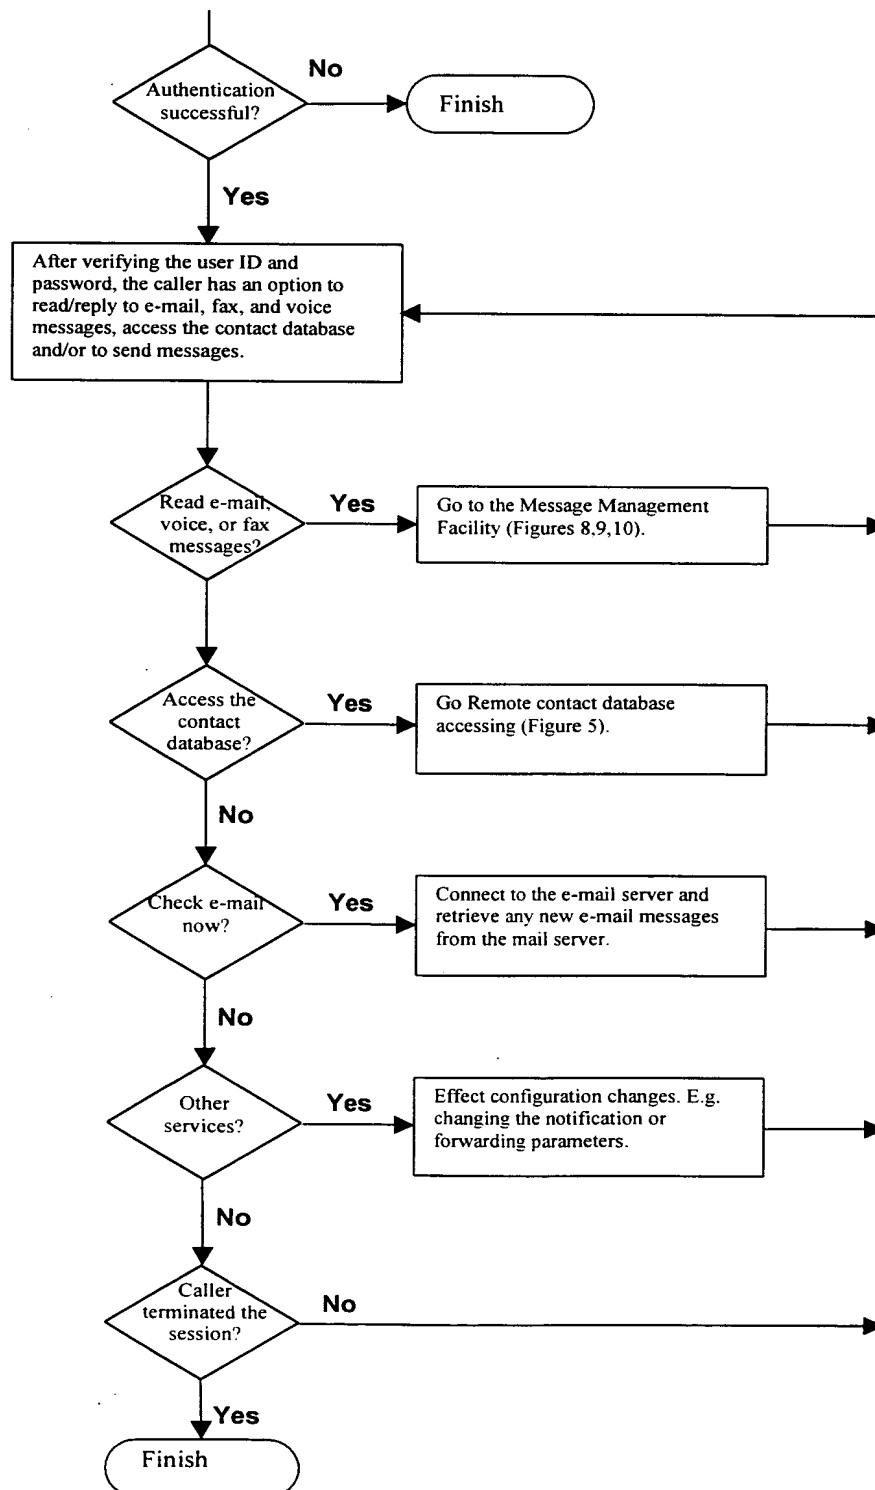 No
Authentication
successful?
Finish
Yes
After verifying the user ID and
password, the caller has an option to
read/reply to e-mail, fax, and voice
messages, access the contact database
and/or to send messages.
Read e-mail,
voice, or fax
messages?
Yes
Go to the Message Management
Facility (Figures 8,9,10).
Access the
contact
database?
Yes
Go Remote contact database
accessing (Figure 5).
No
Check e-mail
now?
Yes
Connect to the e-mail server and
retrieve any new e-mail messages
from the mail server.
No
Other
services?
Yes
Effect configuration changes. E.g.
changing the notification or
forwarding parameters.
No
Caller
terminated the
session?
No
Yes
Finish